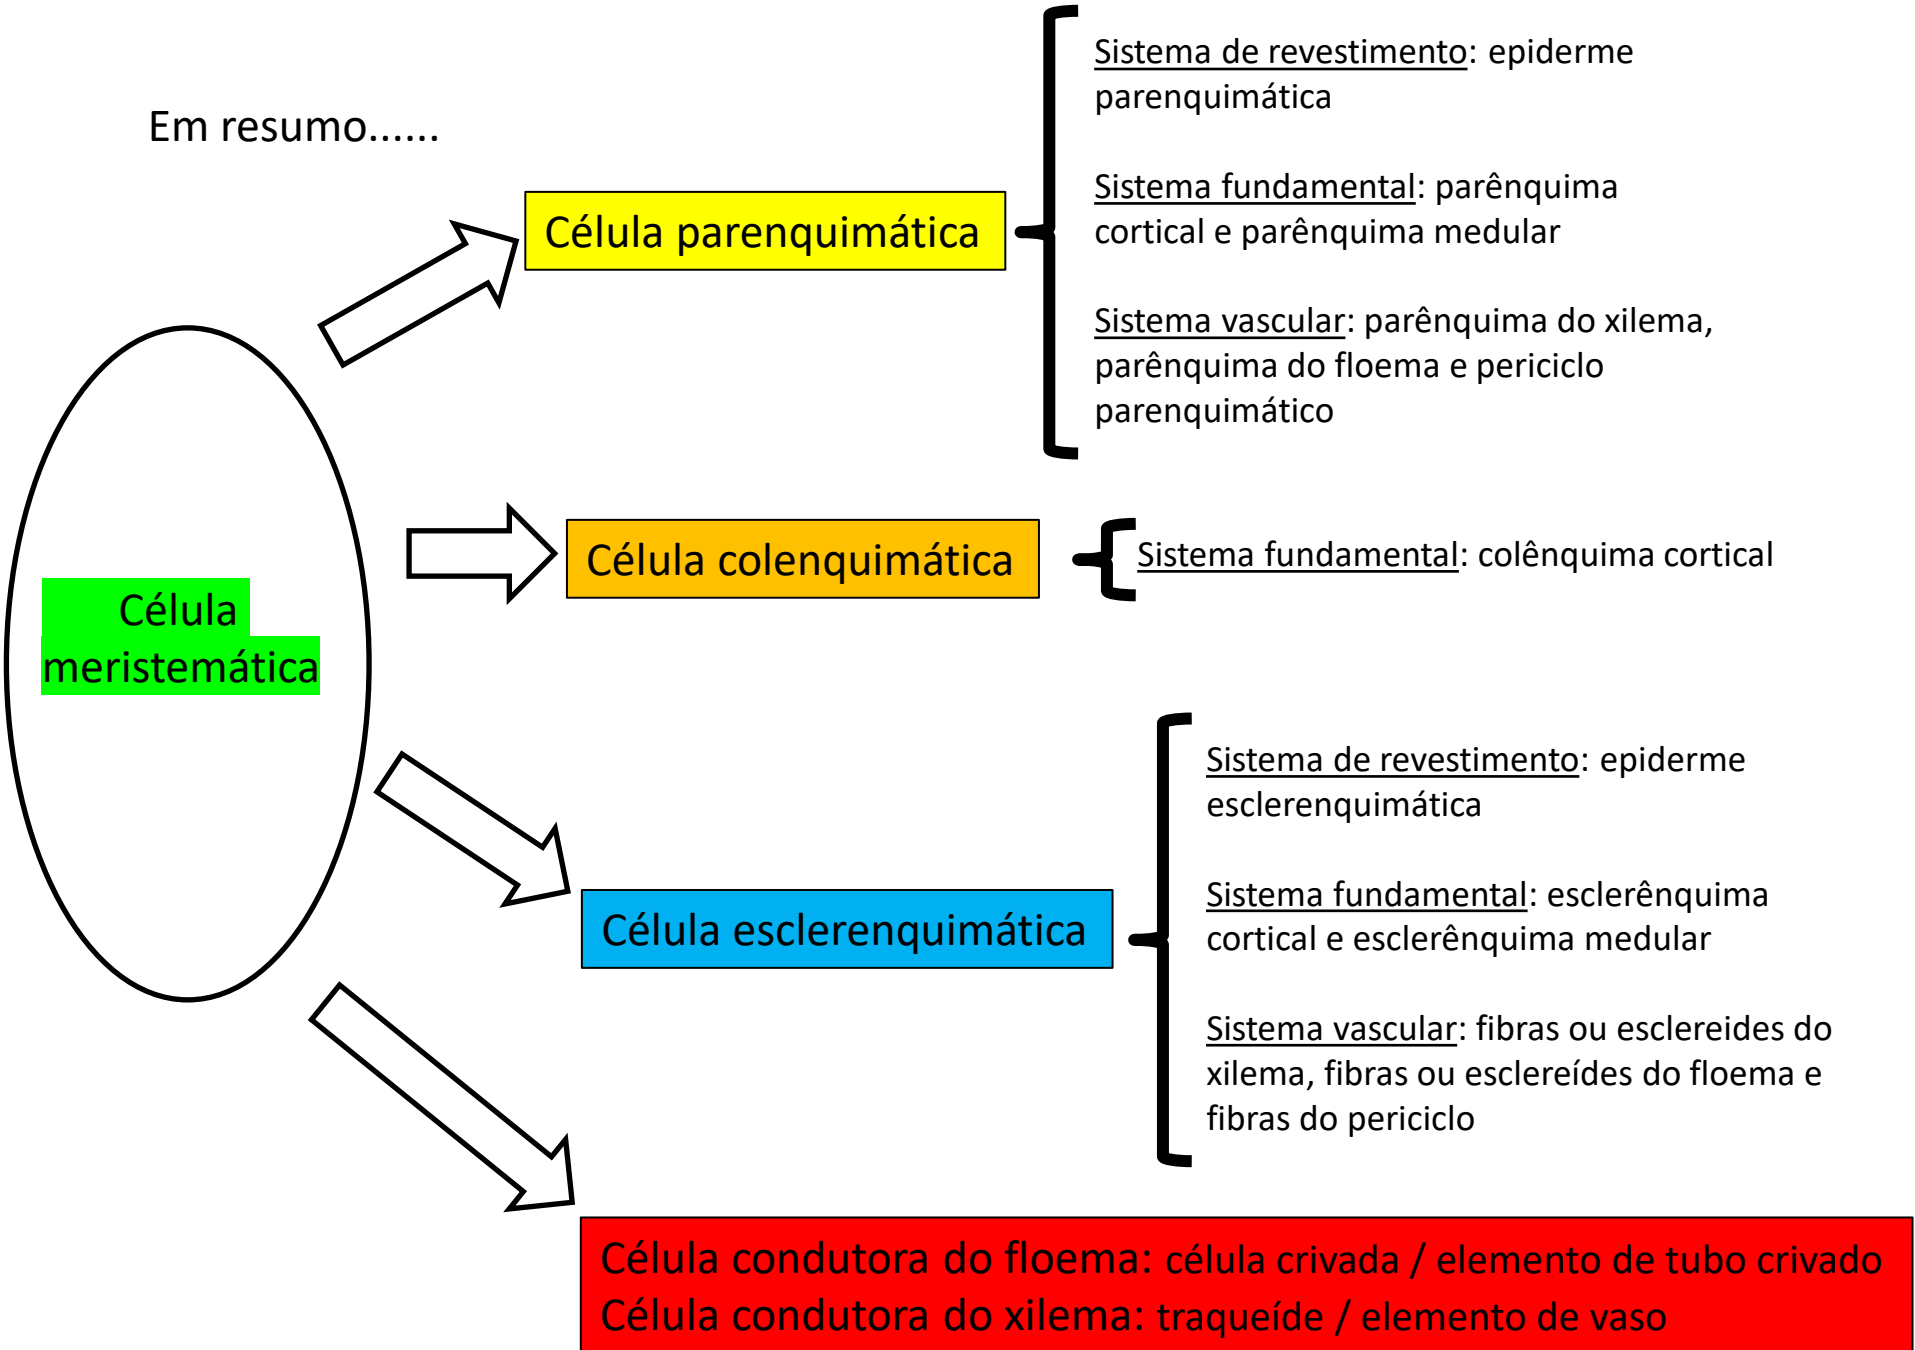 Em resumo......
Célula
meristemática
Célula parenquimática
Sistema de revestimento: epiderme
parenquimática
Sistema fundamental: parênquima
cortical e parênquima medular
Sistema vascular: parênquima do xilema,
parênquima do floema e periciclo
parenquimático
Célula colenquimática
Sistema fundamental: colênquima cortical
Célula esclerenquimática
Sistema de revestimento: epiderme
esclerenquimática
Sistema fundamental: esclerênquima
cortical e esclerênquima medular
Sistema vascular: fibras ou esclereides do
xilema, fibras ou esclereídes do floema e
fibras do periciclo
Célula condutora do floema: célula crivada / elemento de tubo crivado
Célula condutora do xilema: traqueíde / elemento de vaso